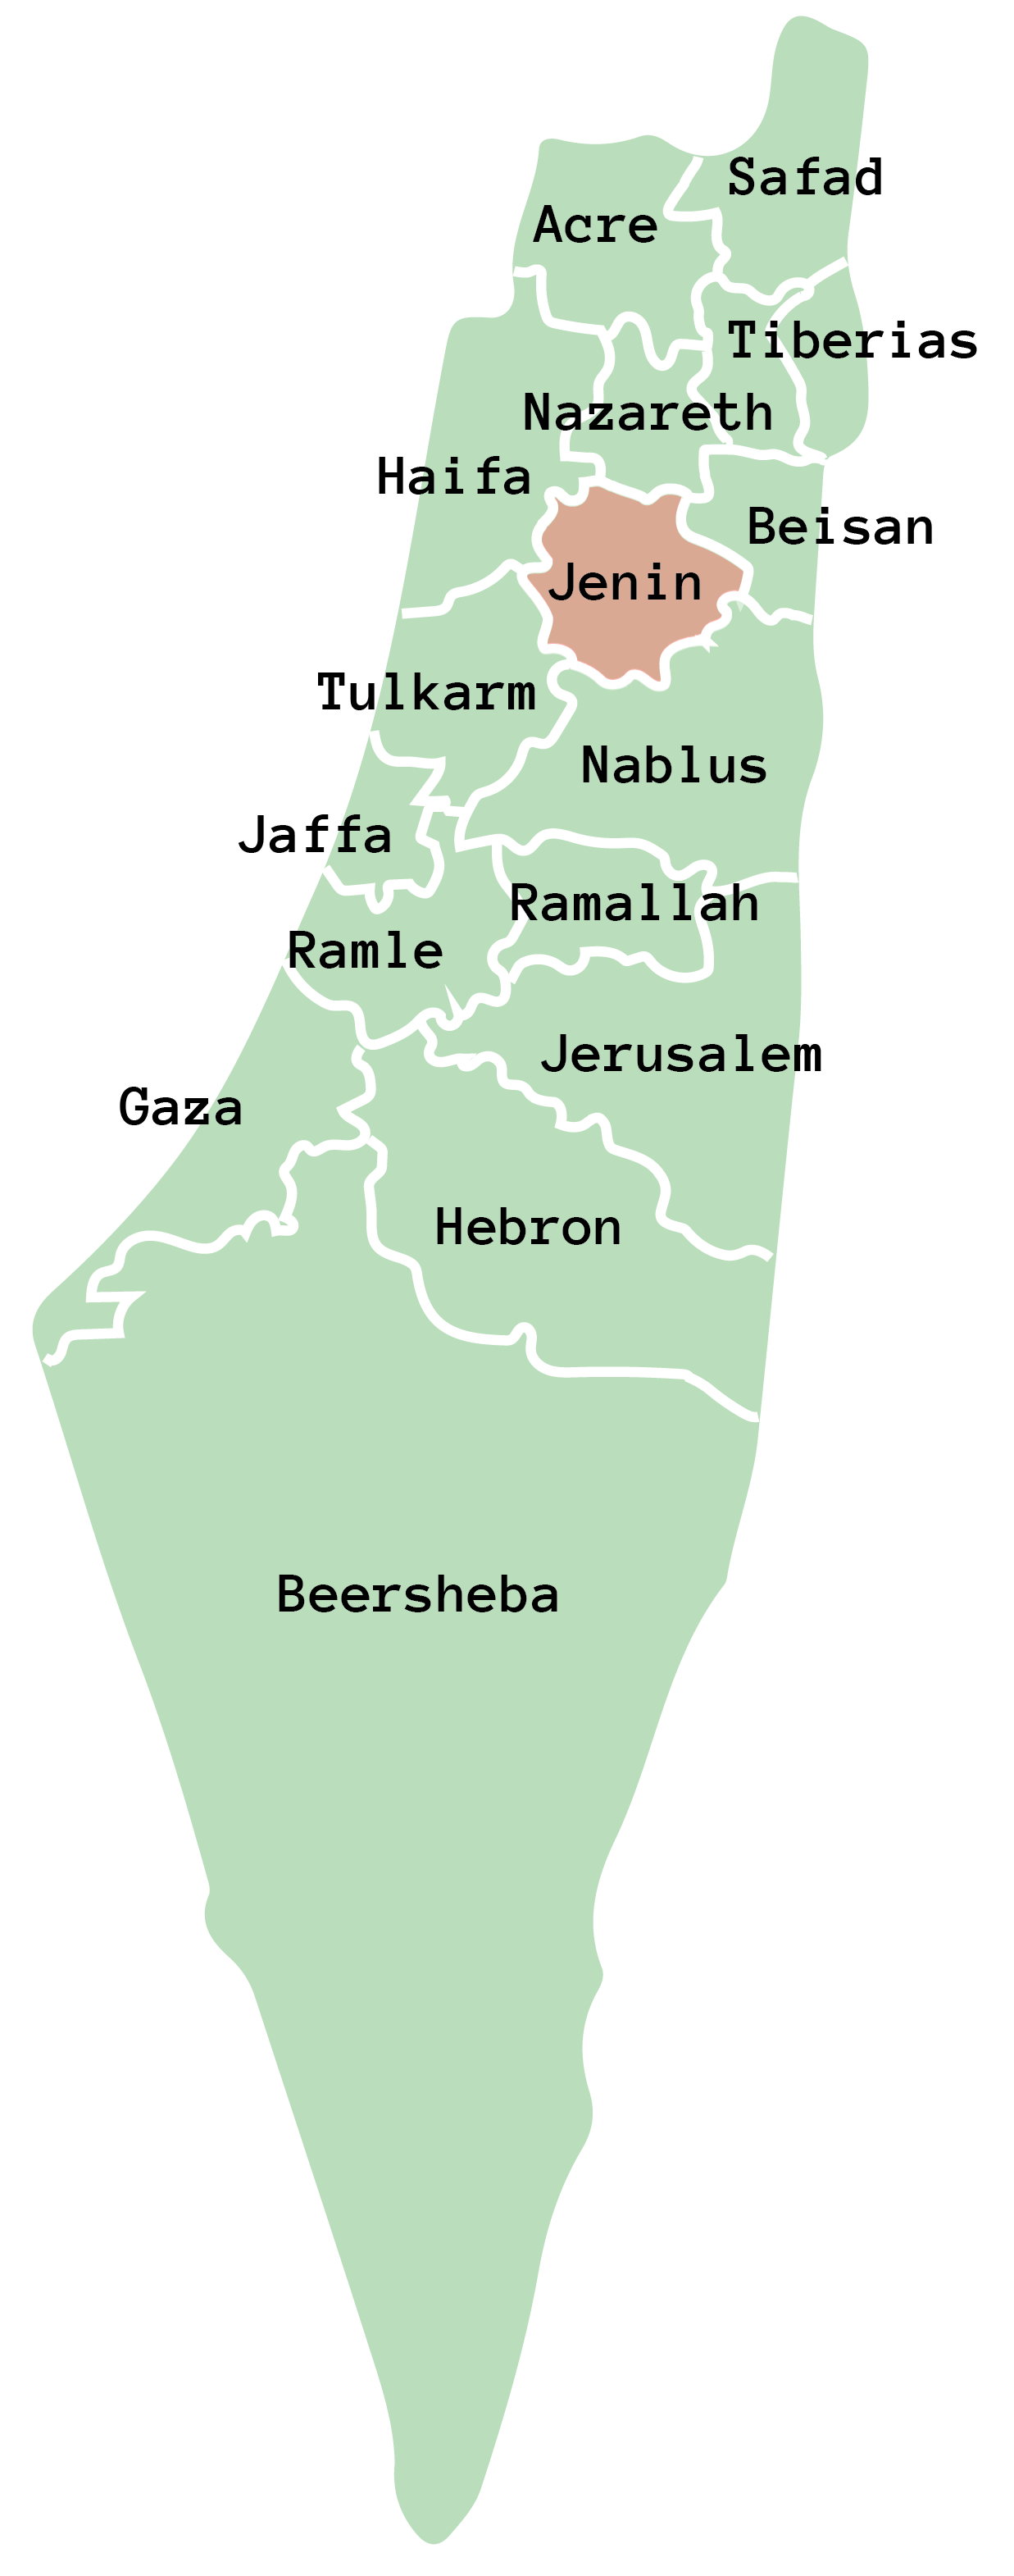 Safad
Acre
Tiberias
Nazareth
Haifa
Beisan
Jenin
Tulkarm
Nablus
Jaffa
Ramallah
Ramle
Jerusalem
Gaza
Hebron
Beersheba